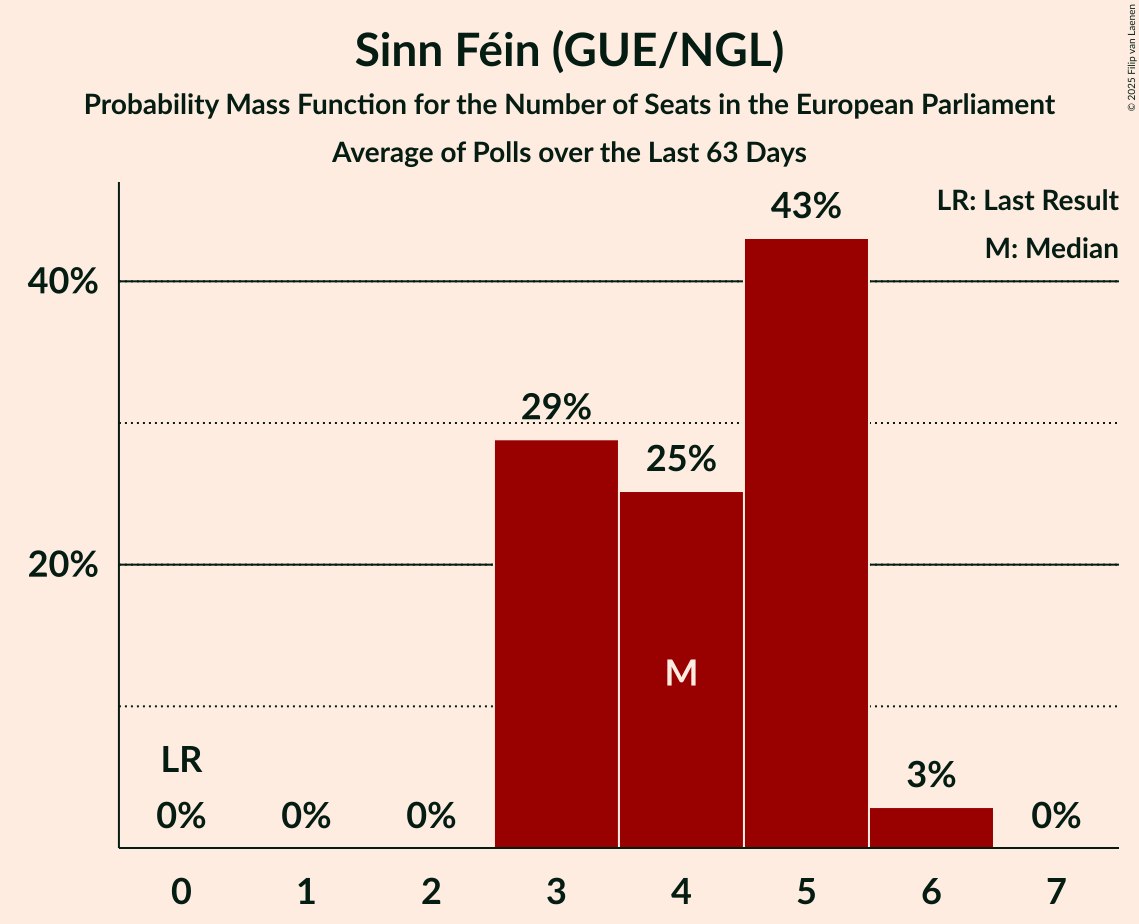 Sinn Féin (GUE/NGL)
Probability Mass Function for the Number of Seats in the European Parliament
Average of Polls over the Last 63 Days
© 2025 Filip van Laenen
LR: Last Result
M: Median
40%
20%
LR
0%
0%
0%
29%
25%
43%
3%
0%
M
0
1
2
3
4
5
6
7